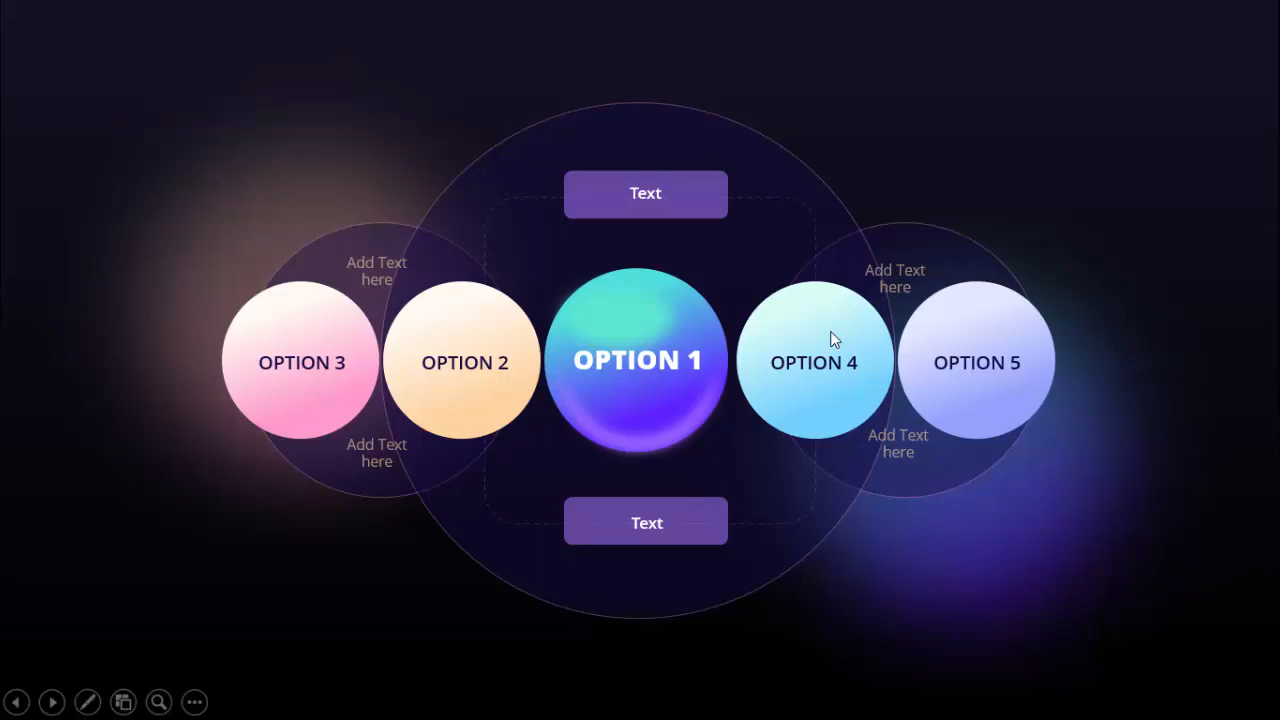 Text
Add Text
here
Add Text
here
OPTION 3
OPTION 2
OPTION 1
OPTION 4
OPTION 5
Add Text
here
Add Text
here
Text